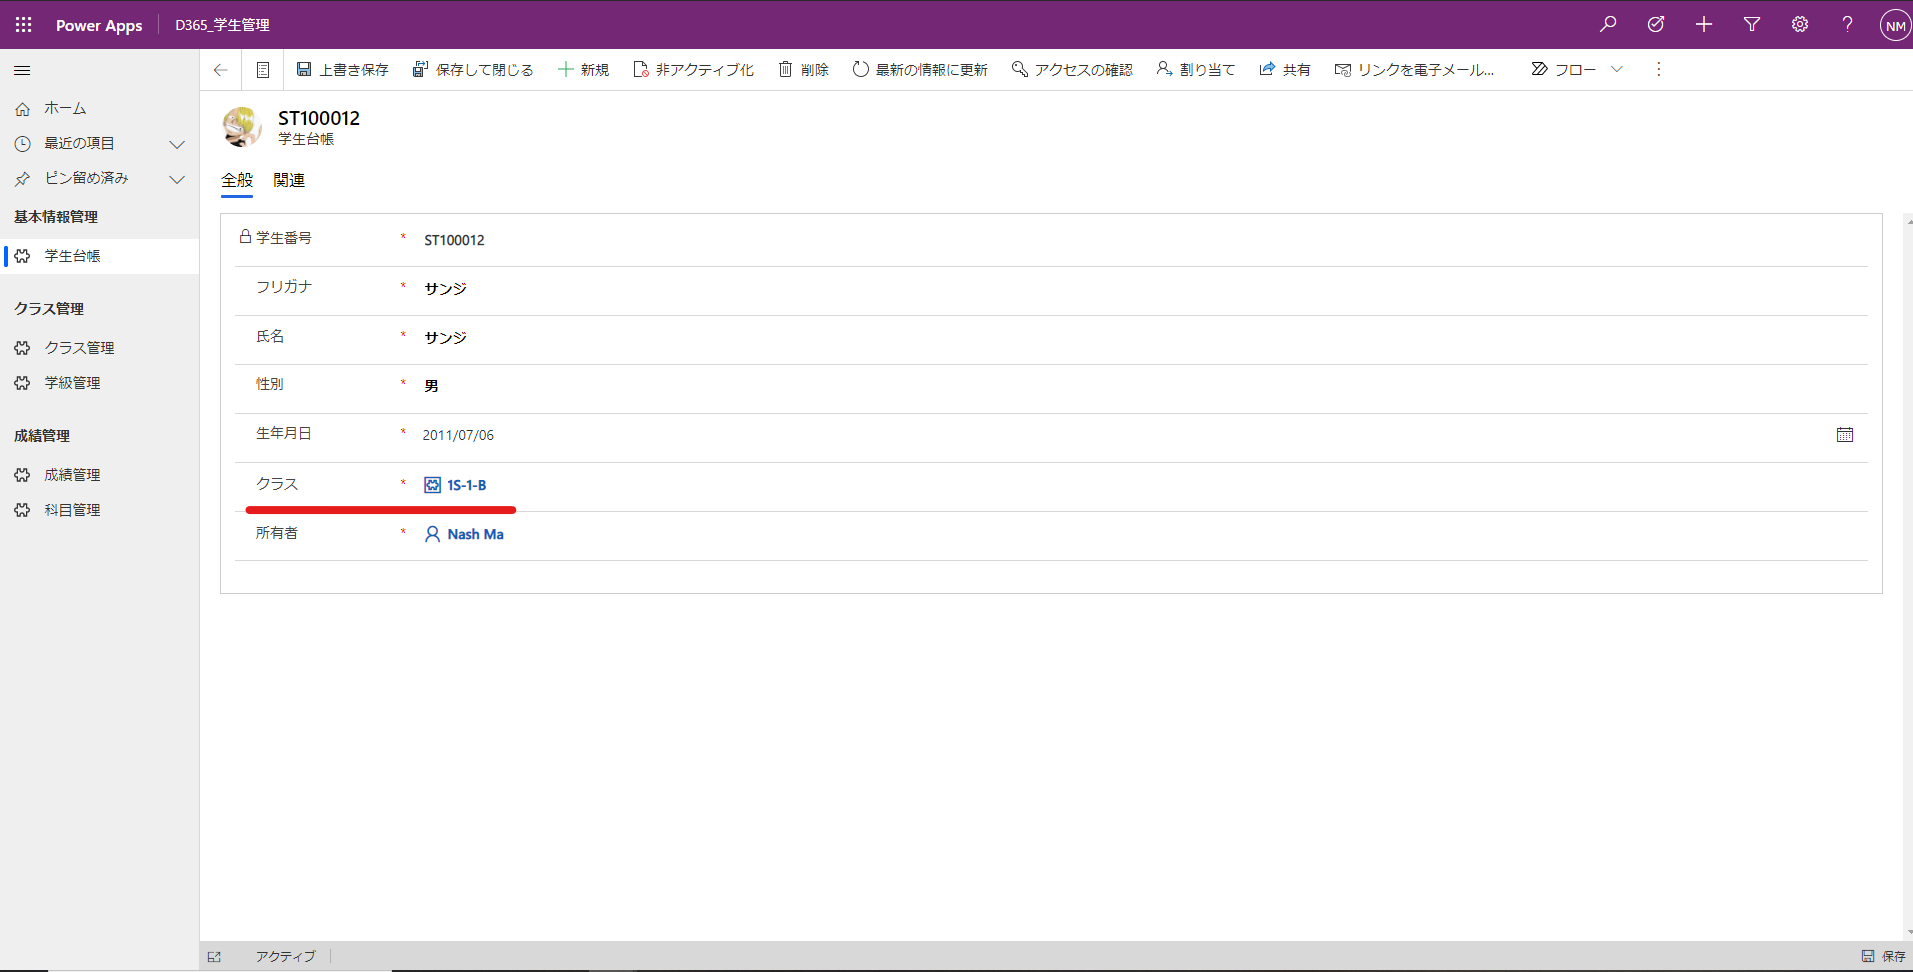 Power Apps D365_学生管理 NM
上書き保存 保存して閉じる 新規 非アクティブ化 削除 最新の情報に更新 アクセスの確認 割り当て 共有 リンクを電子メール... フロー
ホーム
最近の項目
ピン留め済み
基本情報管理
学生台帳
クラス管理
クラス管理
学級管理
成績管理
成績管理
科目管理
ST100012
学生台帳
全般 関連
学生番号 * ST100012
フリガナ * サンジ
氏名 * サンジ
性別 * 男
生年月日 * 2011/07/06
クラス * 1S-1-B
所有者 * Nash Ma
アクティブ 保存